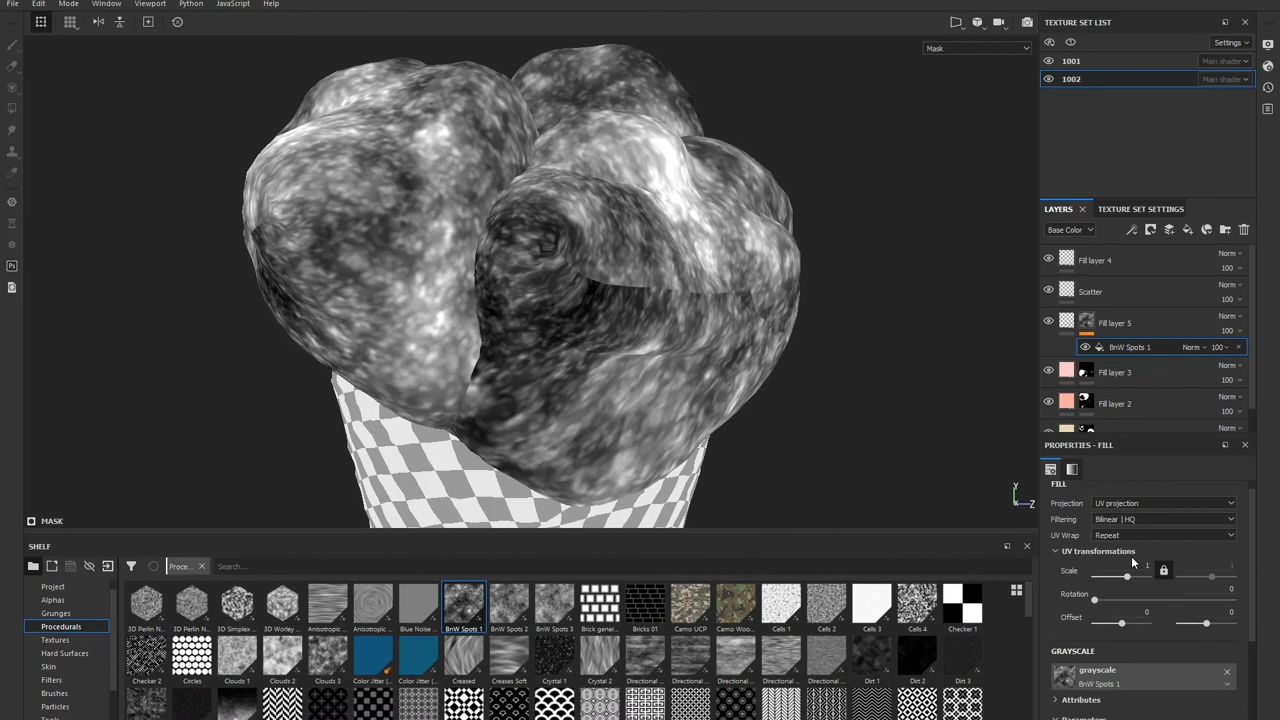 File Edit Mode Window Viewport Python JavaScript Help
Mask
MASK
Y
Z
TEXTURE SET LIST
Settings
1001 Main shader
1002 Main shader
LAYERS TEXTURE SET SETTINGS
Base Color
Fill layer 4 Norm
100
Scatter Norm
100
Fill layer 5 Norm
100
BnW Spots 1 Norm 100
Fill layer 3 Norm
100
Fill layer 2 Norm
100
PROPERTIES - FILL
FILL
Projection UV projection
Filtering Bilinear | HQ
UV Wrap Repeat
UV transformations
Scale 1 1
Rotation 0
Offset 0 0
GRAYSCALE
grayscale
BnW Spots 1
Attributes
SHELF
Proce... Search...
Project
Alphas
Grunges
Procedurals
Textures
Hard Surfaces
Skin
Filters
Brushes
Particles
3D Perlin N... 3D Perlin N... 3D Simplex ... 3D Worley ... Anisotropic ... Anisotropic ... Blue Noise ... BnW Spots 1 BnW Spots 2 BnW Spots 3 Brick gener... Bricks 01 Camo UCP Camo Woo... Cells 1 Cells 2 Cells 3 Cells 4 Checker 1
Checker 2 Circles Clouds 1 Clouds 2 Clouds 3 Color Jitter (... Color Jitter (... Creased Creases Soft Crystal 1 Crystal 2 Directional ... Directional ... Directional ... Directional ... Directional ... Dirt 1 Dirt 2 Dirt 3